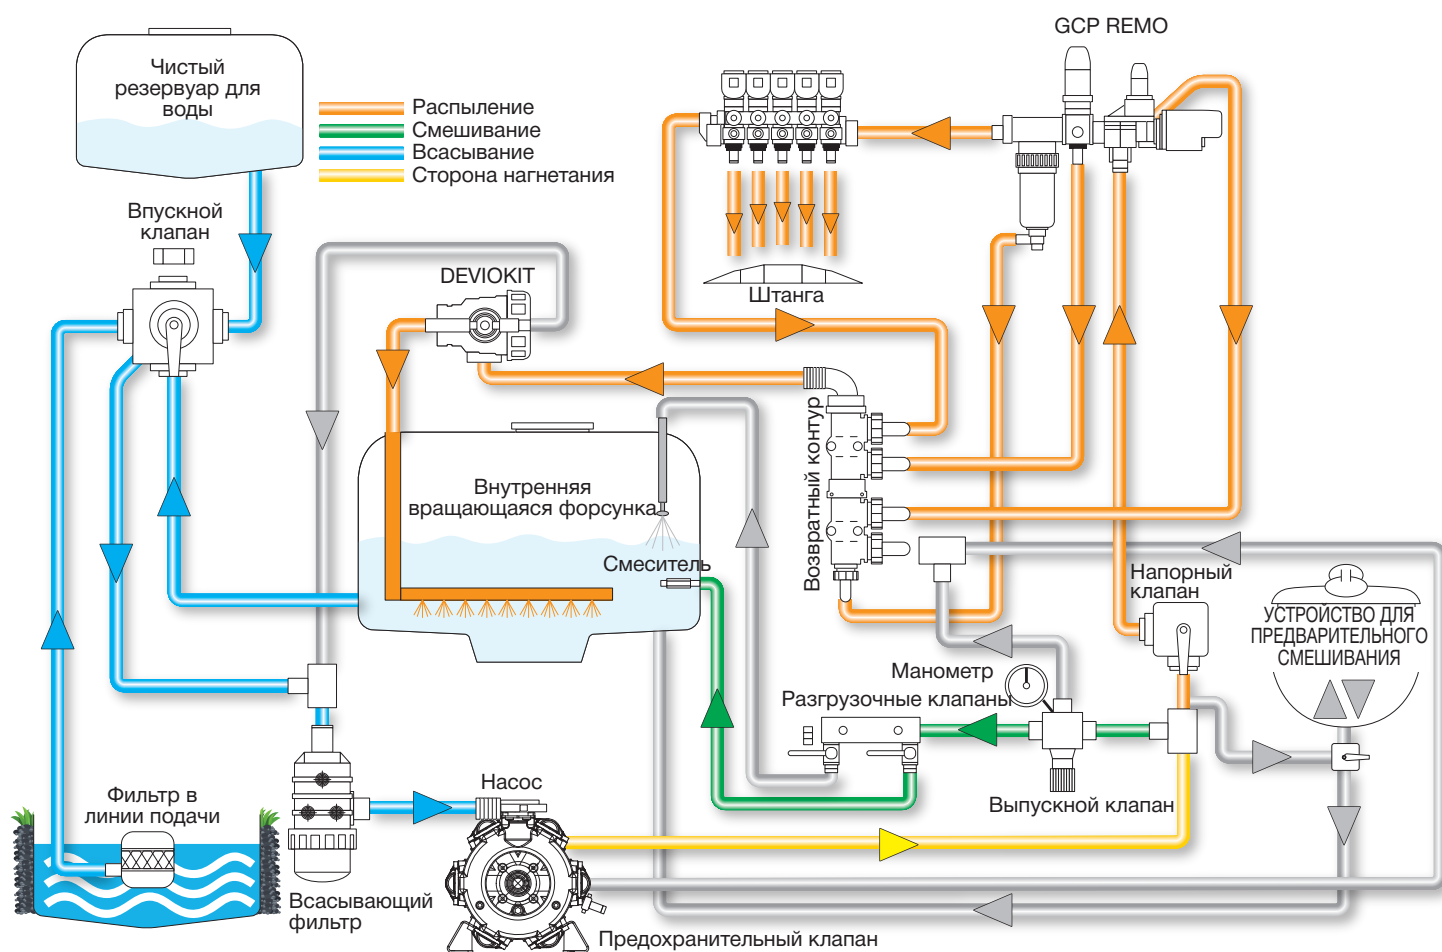 GCP REMO
Чистый
резервуар для
воды
Распыление
Смешивание
Всасывание
Сторона нагнетания
Впускной
клапан
DEVIOKIT
Штанга
Возвратный контур
Внутренняя
вращающаяся форсунка
Смеситель
Напорный
клапан
УСТРОЙСТВО ДЛЯ
ПРЕДВАРИТЕЛЬНОГО
СМЕШИВАНИЯ
Манометр
Разгрузочные клапаны
Выпускной клапан
Насос
Фильтр в
линии подачи
Всасывающий
фильтр
Предохранительный клапан